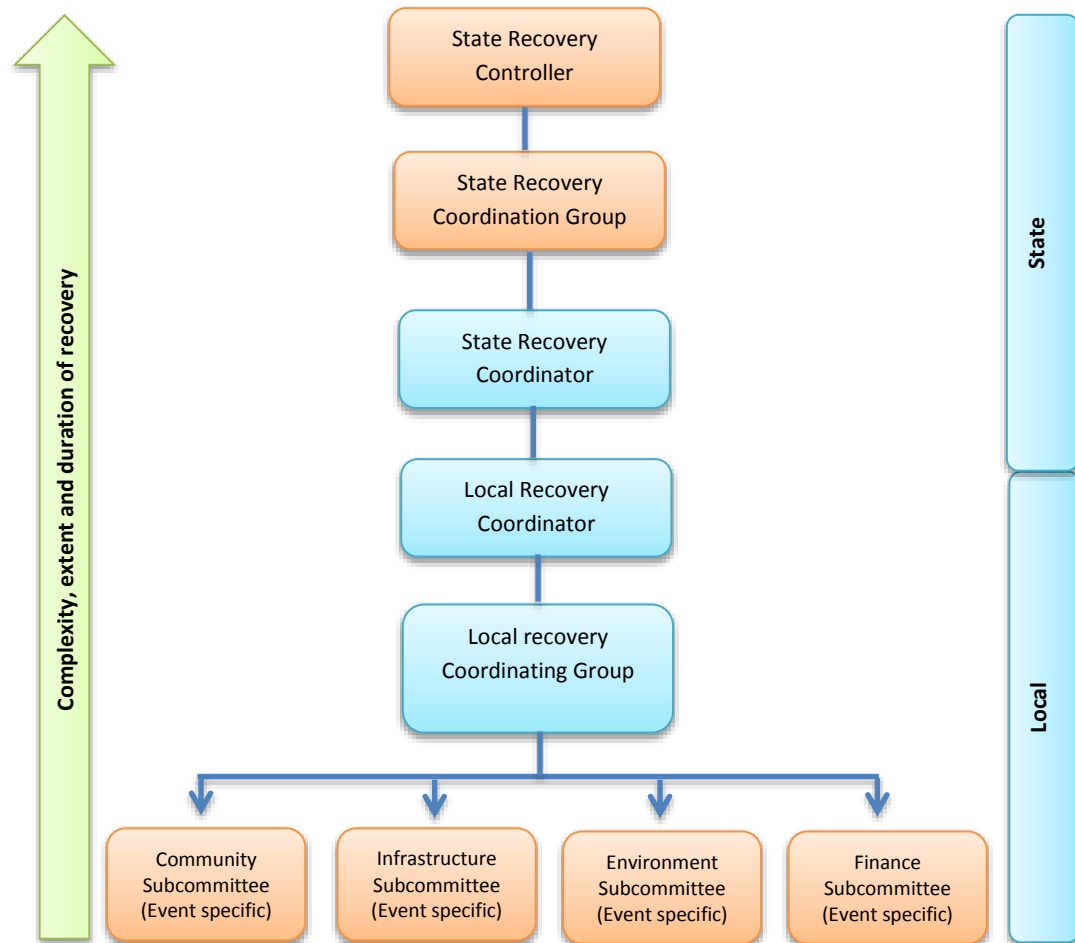 State Recovery
Controller
State Recovery
Coordination Group
State Recovery
Coordinator
Local Recovery
Coordinator
Local recovery
Coordinating Group
Community
Subcommittee
(Event specific)
Infrastructure
Subcommittee
(Event specific)
Environment
Subcommittee
(Event specific)
Finance
Subcommittee
(Event specific)
Complexity, extent and duration of recovery
State
Local